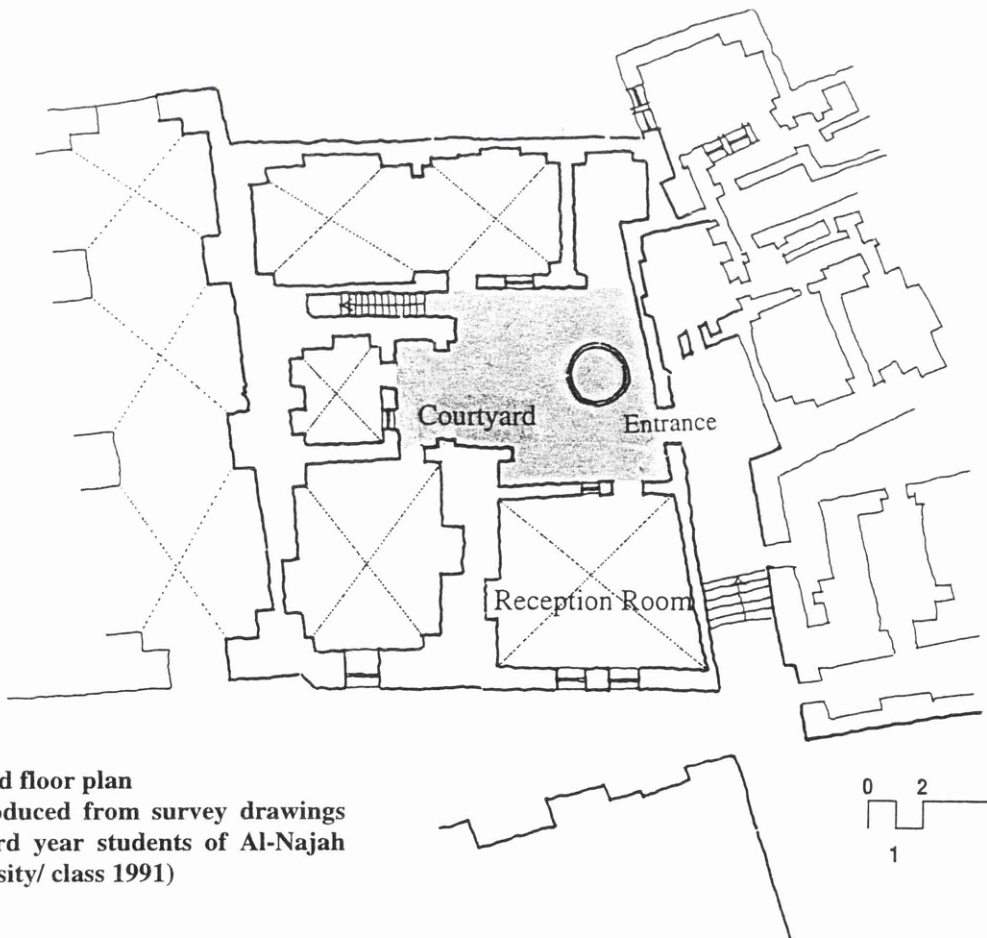 Courtyard
Entrance
Reception Room
d floor plan
oduced from survey drawings
rd year students of Al-Najah
sity/ class 1991)
0 2
1